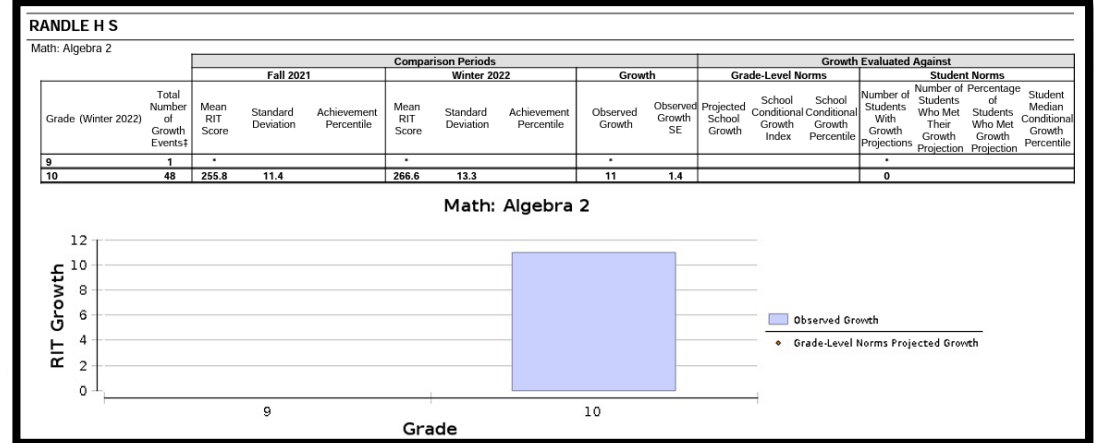 RANDLE H S
Math: Algebra 2
Comparison Periods Growth Evaluated Against
Fall 2021 Winter 2022 Growth Grade-Level Norms Student Norms
Grade (Winter 2022) Total Number of Growth Events‡ Mean RIT Score Standard Deviation Achievement Percentile Mean RIT Score Standard Deviation Achievement Percentile Observed Growth Observed Growth SE Projected School Growth School Conditional Growth Index School Conditional Growth Percentile Number of Students With Growth Projections Number of Students Who Met Their Growth Projection Percentage of Students Who Met Growth Projection Student Median Conditional Growth Percentile
9 1 * * * *
10 48 255.8 11.4 266.6 13.3 11 1.4 0
Math: Algebra 2
12
10
8
6
4
2
0
RIT Growth
9 10
Grade
Observed Growth
Grade-Level Norms Projected Growth